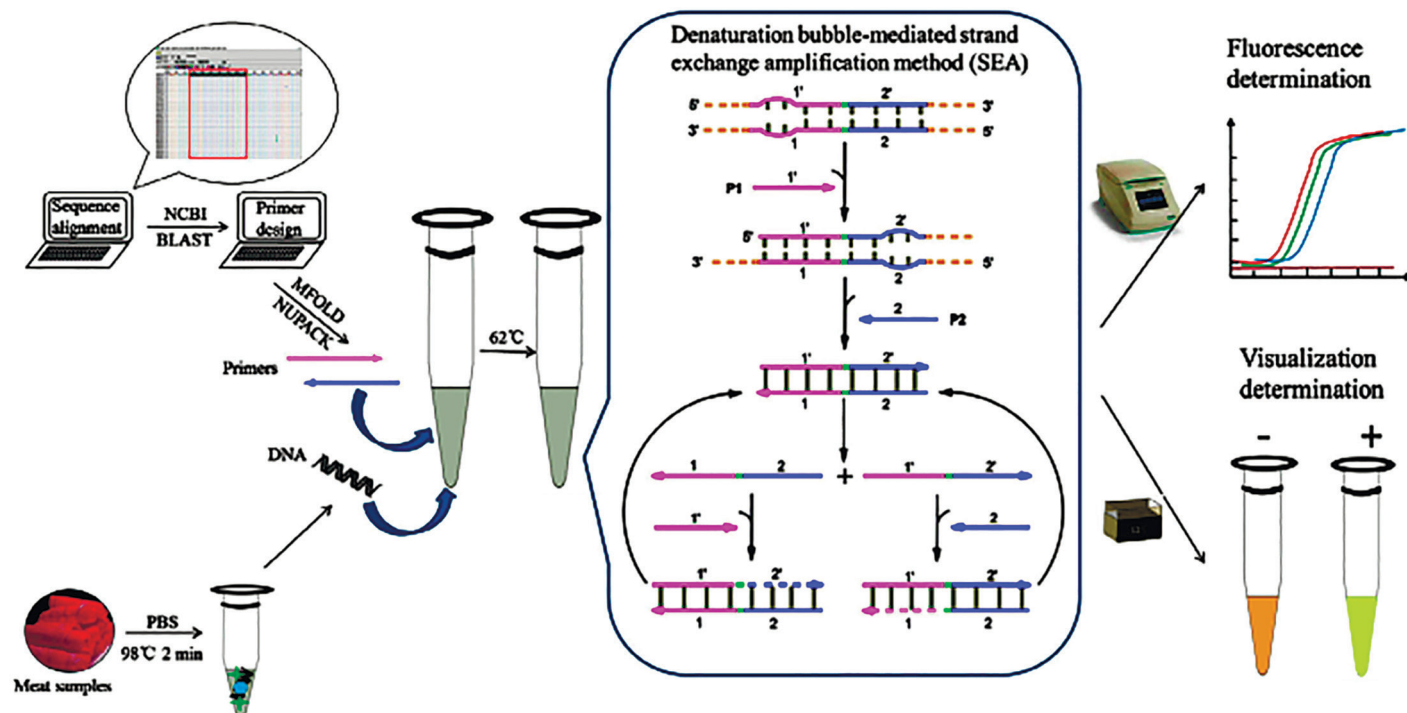 Sequence
alignment
NCBI
BLAST
Primer
design
MFOLD
NUPACK
Primers
62℃
DNA
PBS
98℃ 2 min
Meat samples
Denaturation bubble-mediated strand
exchange amplification method (SEA)
1' 2'
5' 3'
3' 5'
1 2
P1 1'
1' 2'
5' 3'
3' 5'
1 2
2 P2
1' 2'
1 2
1 2 + 1' 2'
1' 2
1' 2' 1' 2'
1 2 1 2
Fluorescence
determination
Visualization
determination
- +